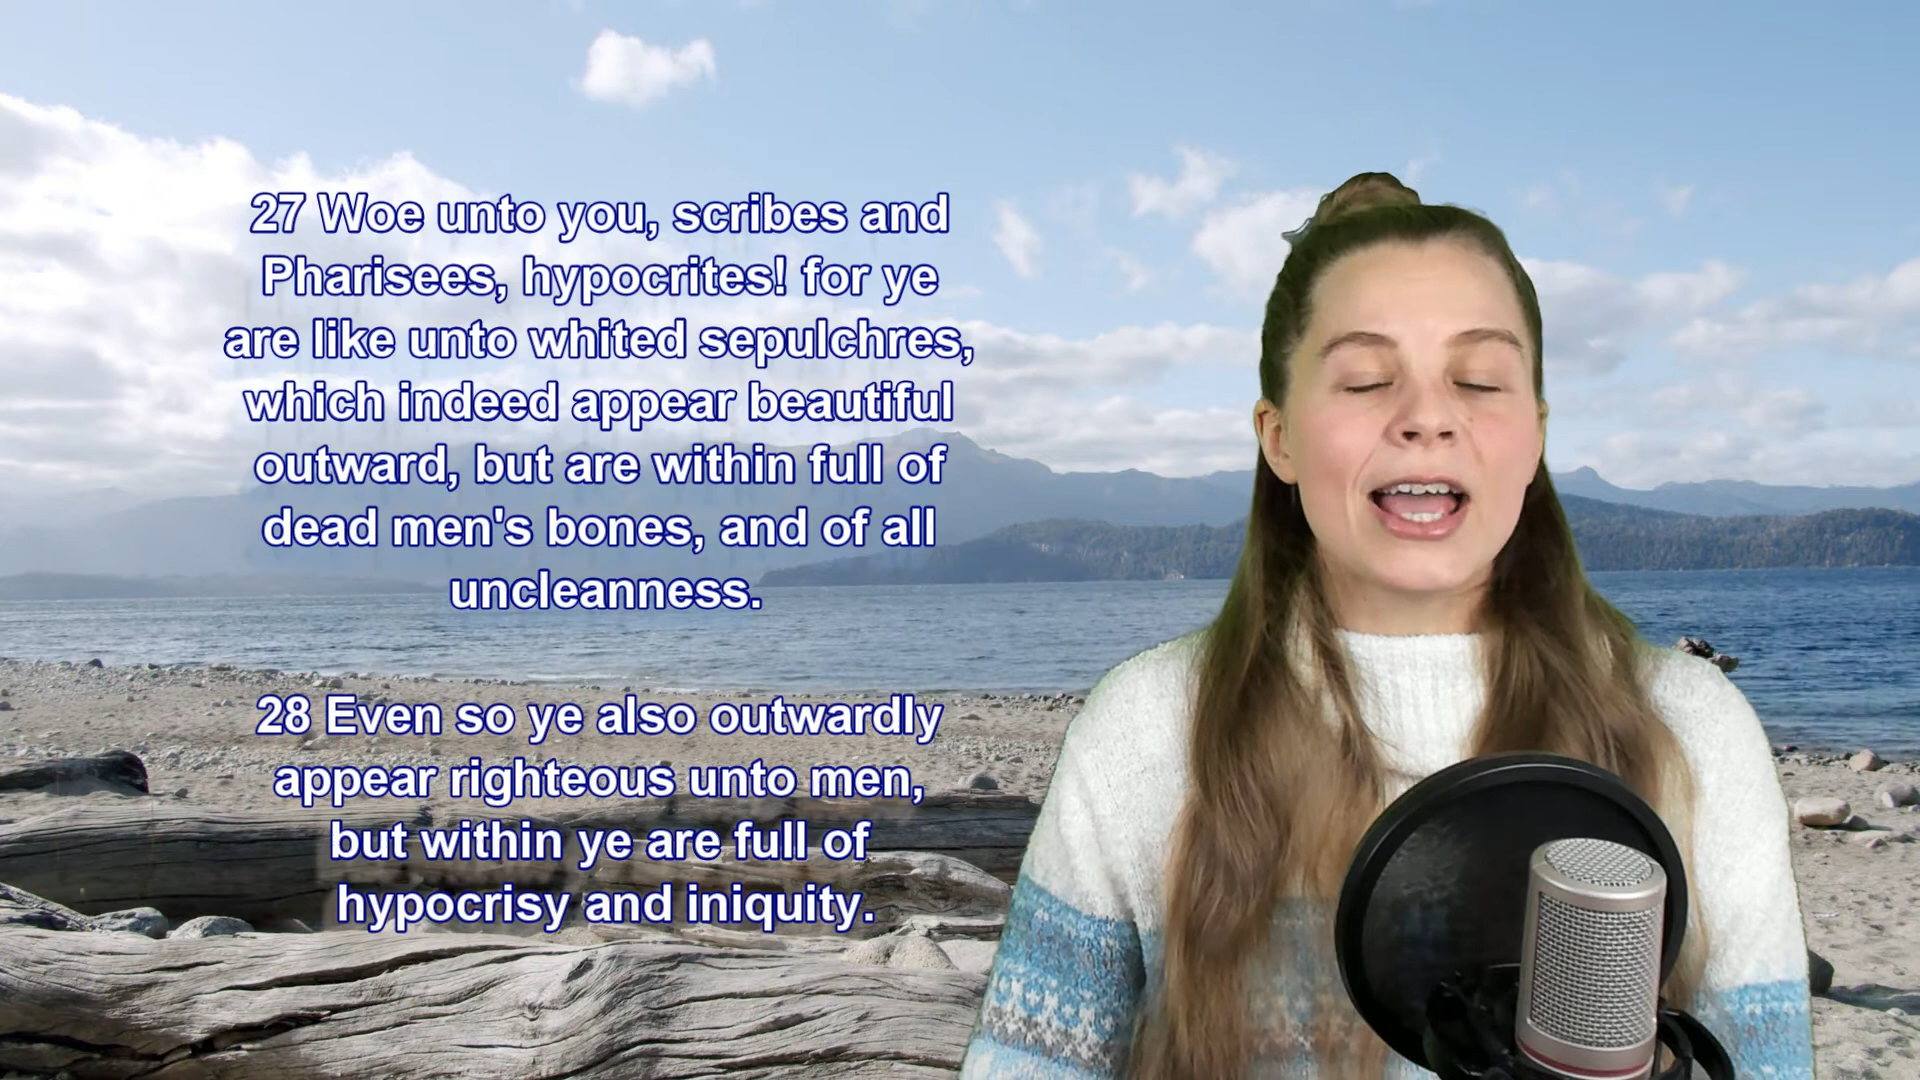 27 Woe unto you, scribes and
Pharisees, hypocrites! for ye
are like unto whited sepulchres,
which indeed appear beautiful
outward, but are within full of
dead men's bones, and of all
uncleanness.
28 Even so ye also outwardly
appear righteous unto men,
but within ye are full of
hypocrisy and iniquity.